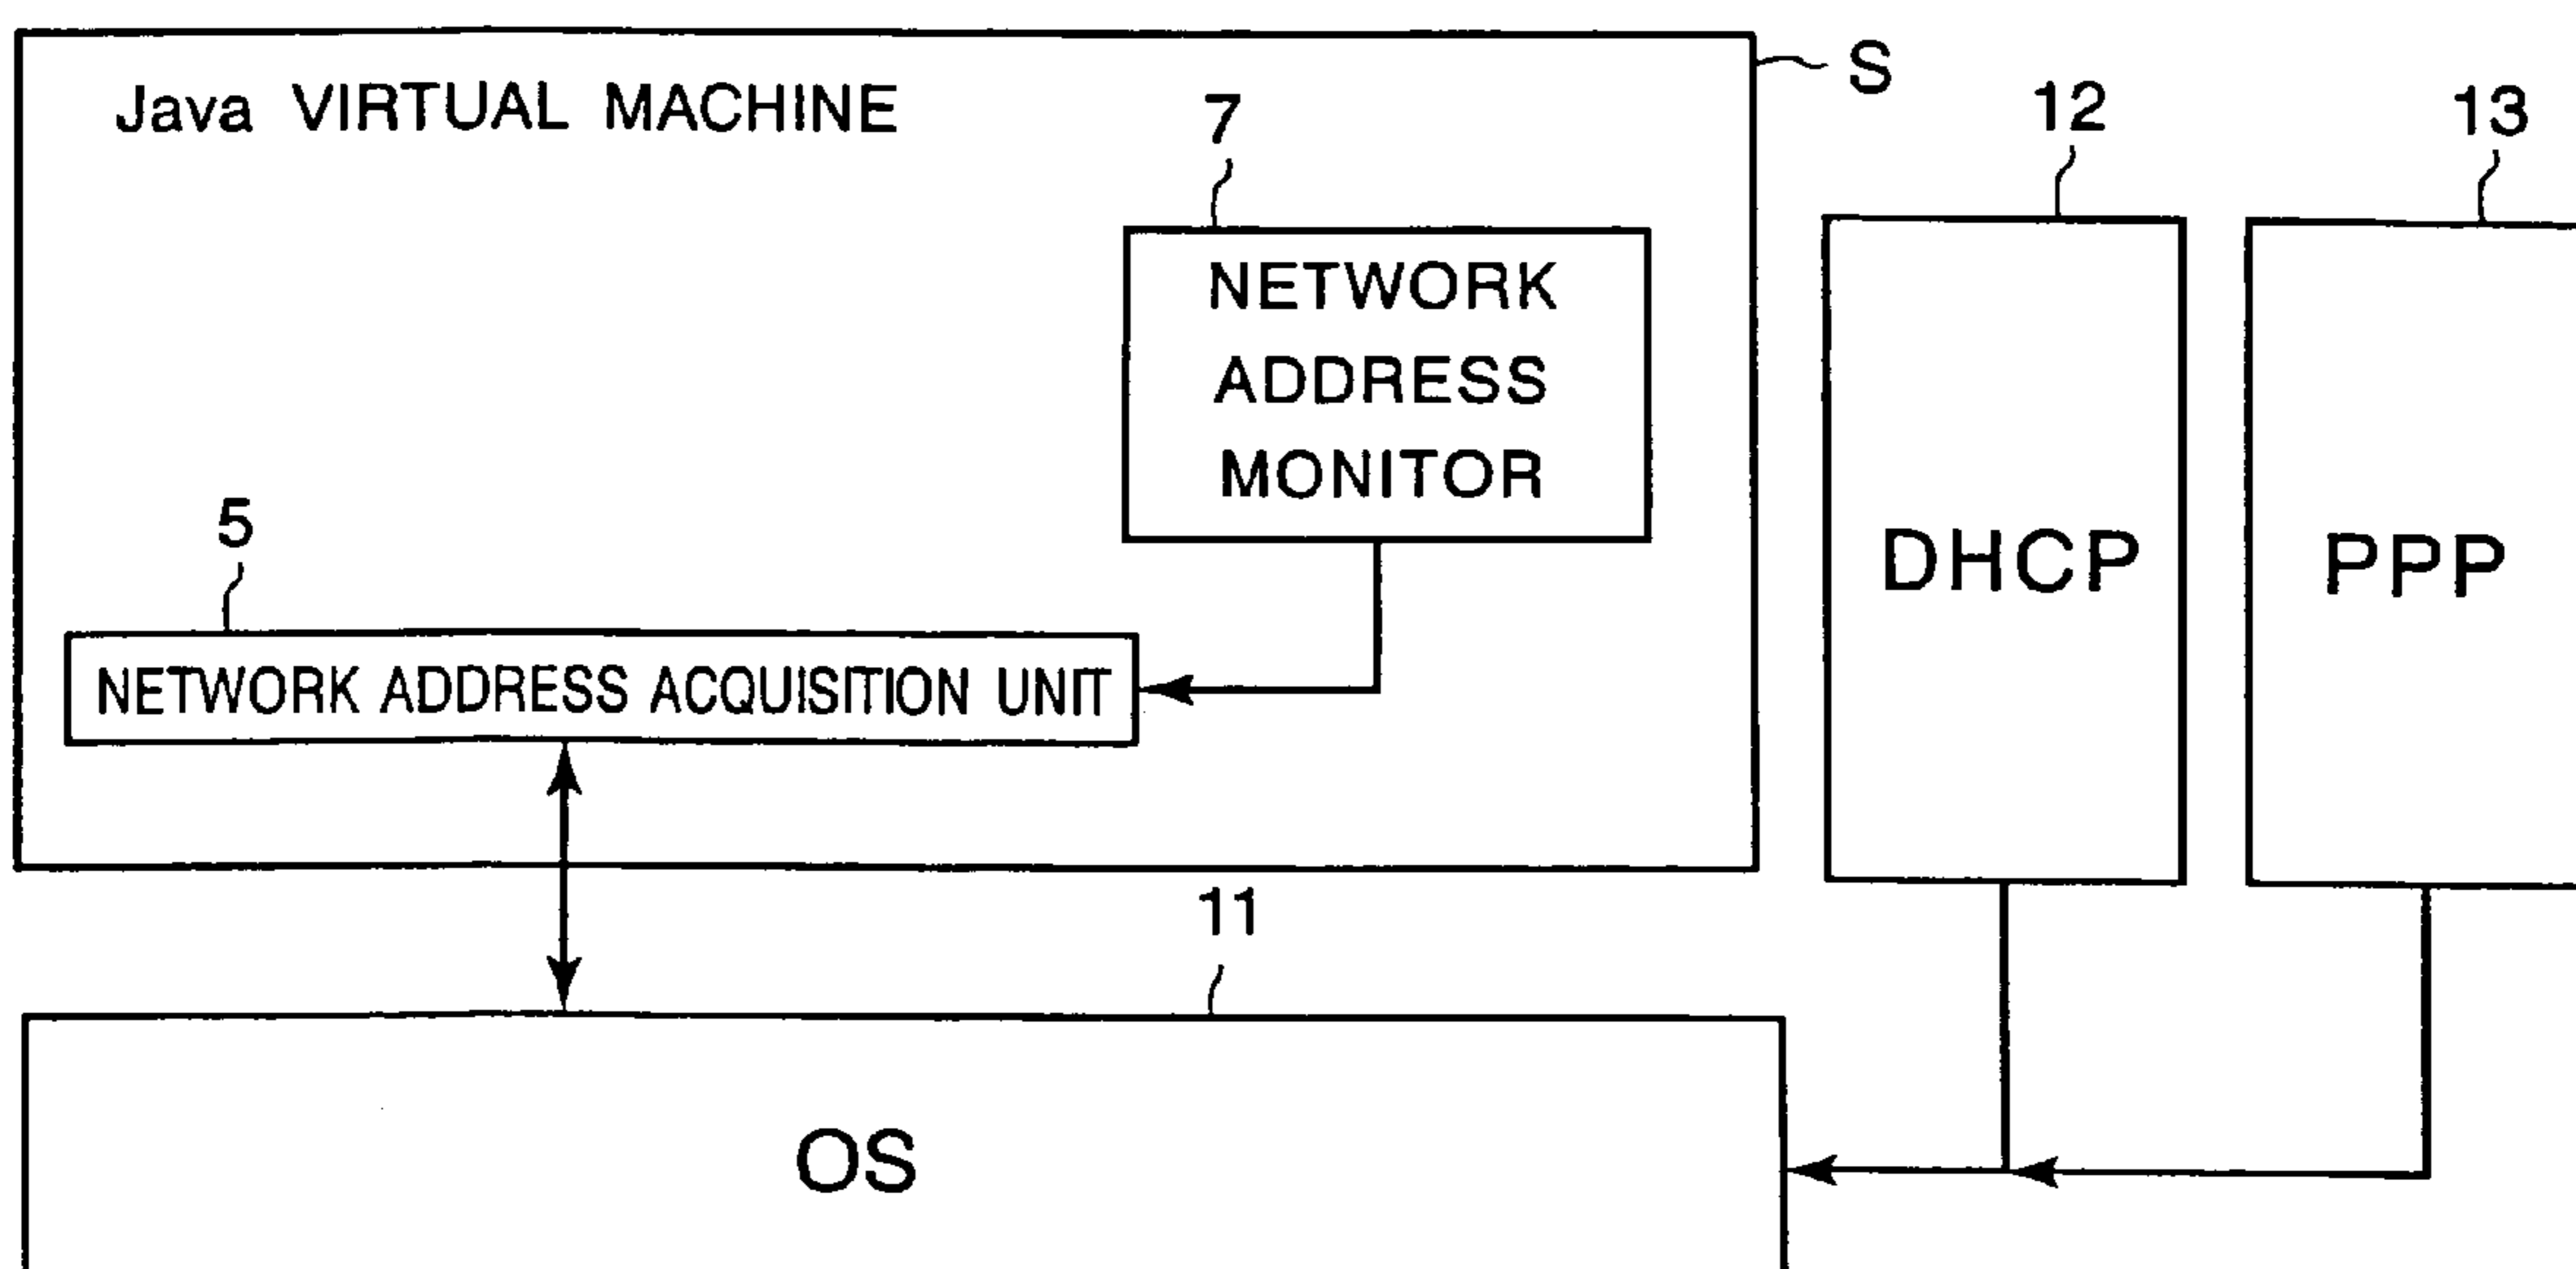 S
Java VIRTUAL MACHINE
7
12
13
NETWORK
ADDRESS
MONITOR
5
DHCP
PPP
NETWORK ADDRESS ACQUISITION UNIT
11
OS